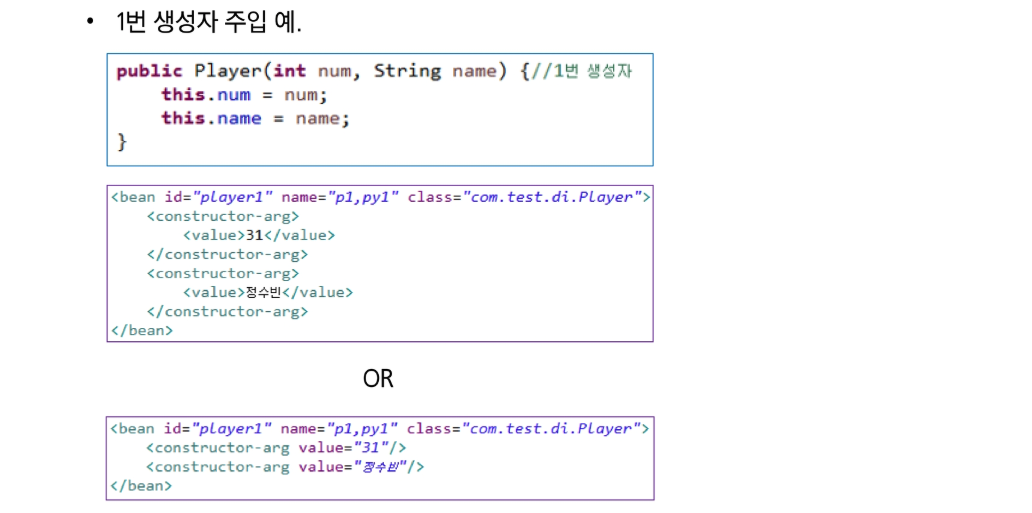 • 1번 생성자 주입 예.
public Player(int num, String name) {//1번 생성자
    this.num = num;
    this.name = name;
}
<bean id="player1" name="p1,py1" class="com.test.di.Player">
    <constructor-arg>
        <value>31</value>
    </constructor-arg>
    <constructor-arg>
        <value>정수빈</value>
    </constructor-arg>
</bean>
OR
<bean id="player1" name="p1,py1" class="com.test.di.Player">
    <constructor-arg value="31"/>
    <constructor-arg value="정수빈"/>
</bean>